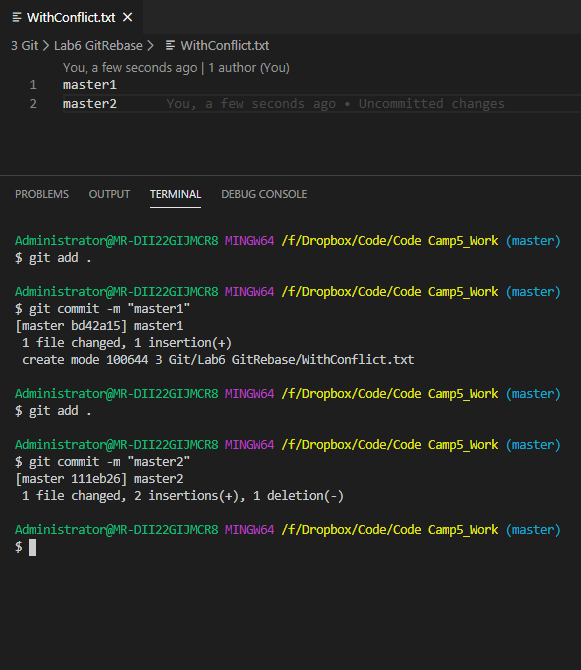 WithConflict.txt
3 Git > Lab6 GitRebase > WithConflict.txt
You, a few seconds ago | 1 author (You)
1 master1
2 master2 You, a few seconds ago • Uncommitted changes
PROBLEMS OUTPUT TERMINAL DEBUG CONSOLE
Administrator@MR-DII22GIJMCR8 MINGW64 /f/Dropbox/Code/Code Camp5_Work (master)
$ git add .
Administrator@MR-DII22GIJMCR8 MINGW64 /f/Dropbox/Code/Code Camp5_Work (master)
$ git commit -m "master1"
[master bd42a15] master1
1 file changed, 1 insertion(+)
create mode 100644 3 Git/Lab6 GitRebase/WithConflict.txt
Administrator@MR-DII22GIJMCR8 MINGW64 /f/Dropbox/Code/Code Camp5_Work (master)
$ git add .
Administrator@MR-DII22GIJMCR8 MINGW64 /f/Dropbox/Code/Code Camp5_Work (master)
$ git commit -m "master2"
[master 111eb26] master2
1 file changed, 2 insertions(+), 1 deletion(-)
Administrator@MR-DII22GIJMCR8 MINGW64 /f/Dropbox/Code/Code Camp5_Work (master)
$